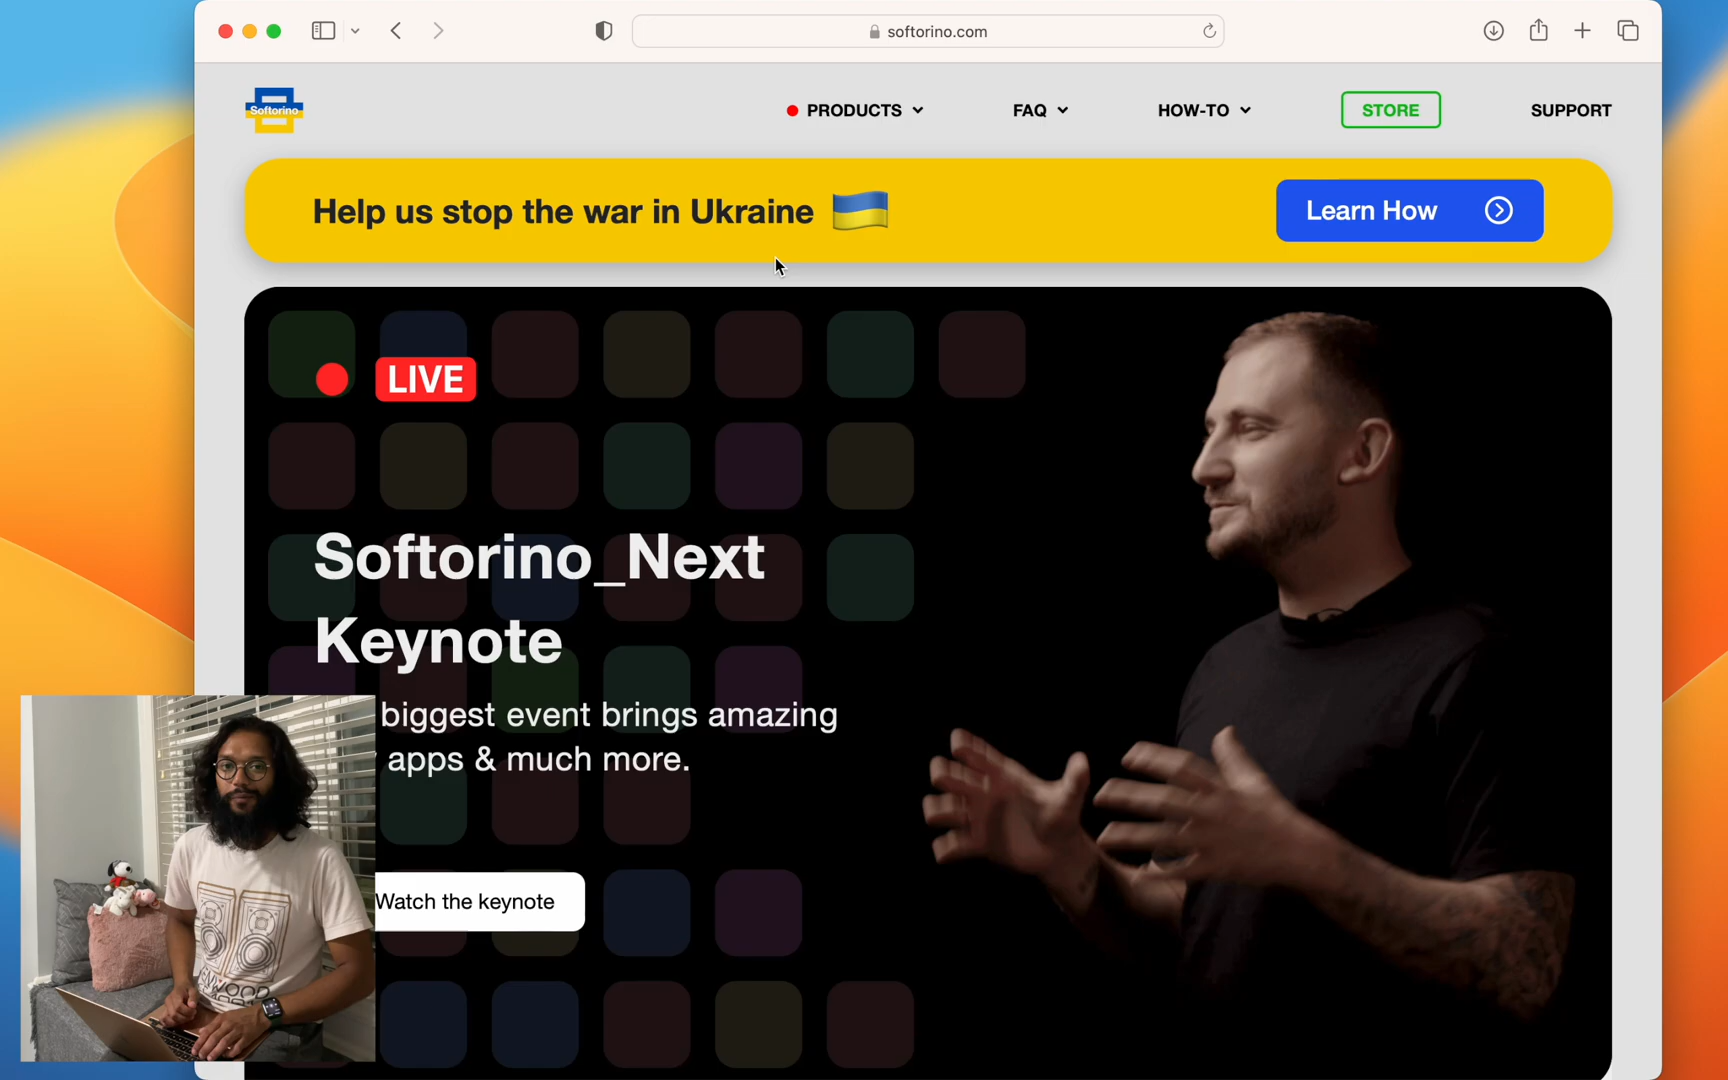 softorino.com
Softorino
PRODUCTS
FAQ
HOW-TO
STORE
SUPPORT
Help us stop the war in Ukraine
Learn How
LIVE
Softorino_Next
Keynote
biggest event brings amazing
apps & much more.
Watch the keynote